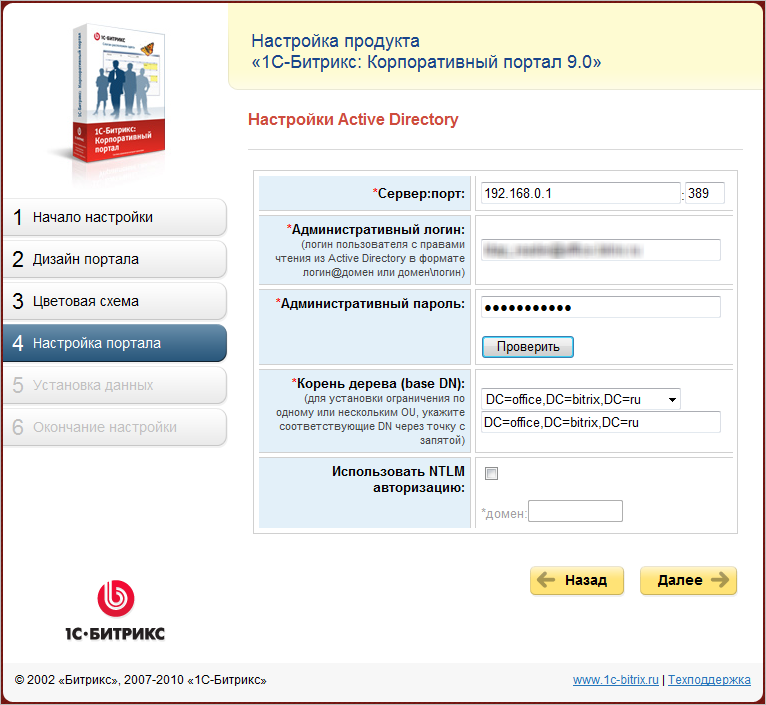 1С·БИТРИКС
1С-Битрикс:
Корпоративный
портал
Настройка продукта
«1С-Битрикс: Корпоративный портал 9.0»
1 Начало настройки
2 Дизайн портала
3 Цветовая схема
4 Настройка портала
5 Установка данных
6 Окончание настройки
Настройки Active Directory
*Сервер:порт:
192.168.0.1 : 389
*Административный логин:
(логин пользователя с правами
чтения из Active Directory в формате
логин@домен или домен\логин)
*Административный пароль:
●●●●●●●●●●●
Проверить
*Корень дерева (base DN):
(для установки ограничения по
одному или нескольким OU, укажите
соответствующие DN через точку с
запятой)
DC=office,DC=bitrix,DC=ru
DC=office,DC=bitrix,DC=ru
Использовать NTLM
авторизацию:
*домен:
Назад
Далее
1С·БИТРИКС
© 2002 «Битрикс», 2007-2010 «1С-Битрикс»
www.1c-bitrix.ru | Техподдержка